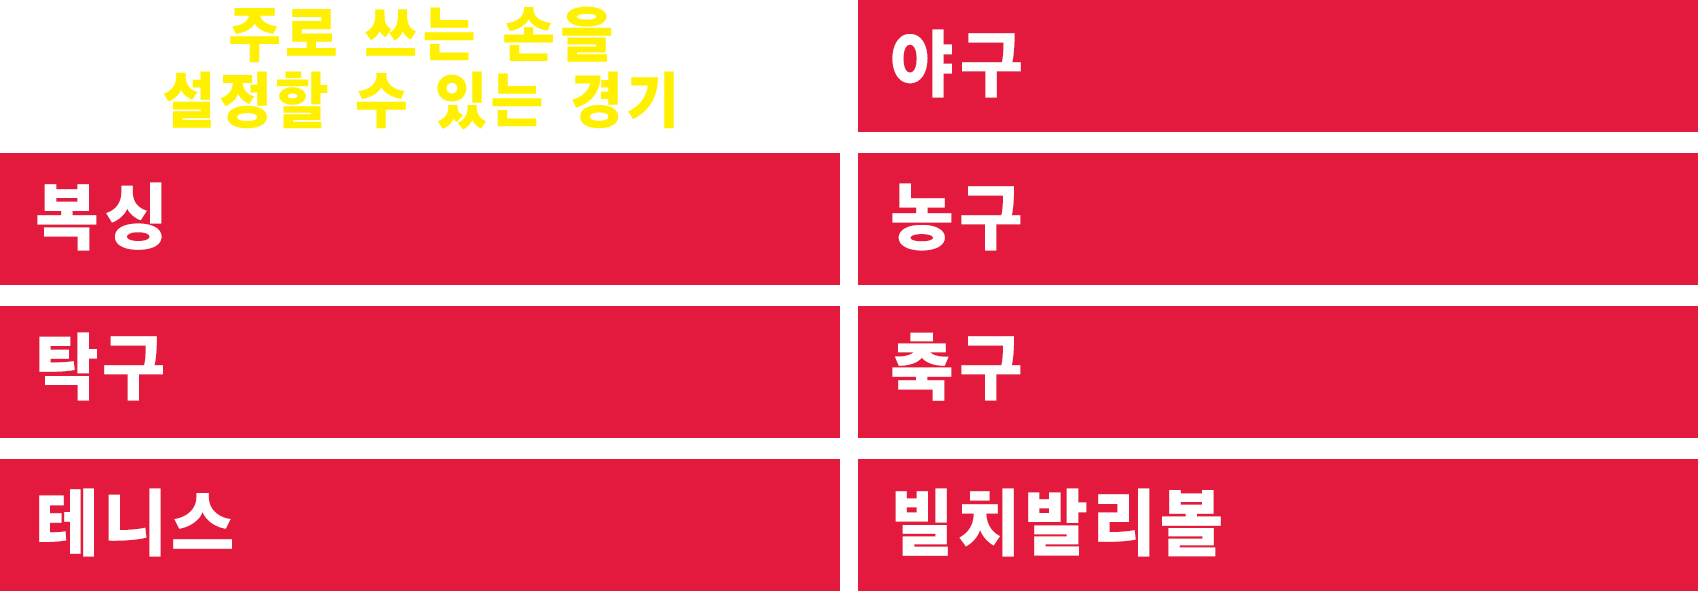 주로 쓰는 손을
설정할 수 있는 경기
야구
복싱
농구
탁구
축구
테니스
빌치발리볼